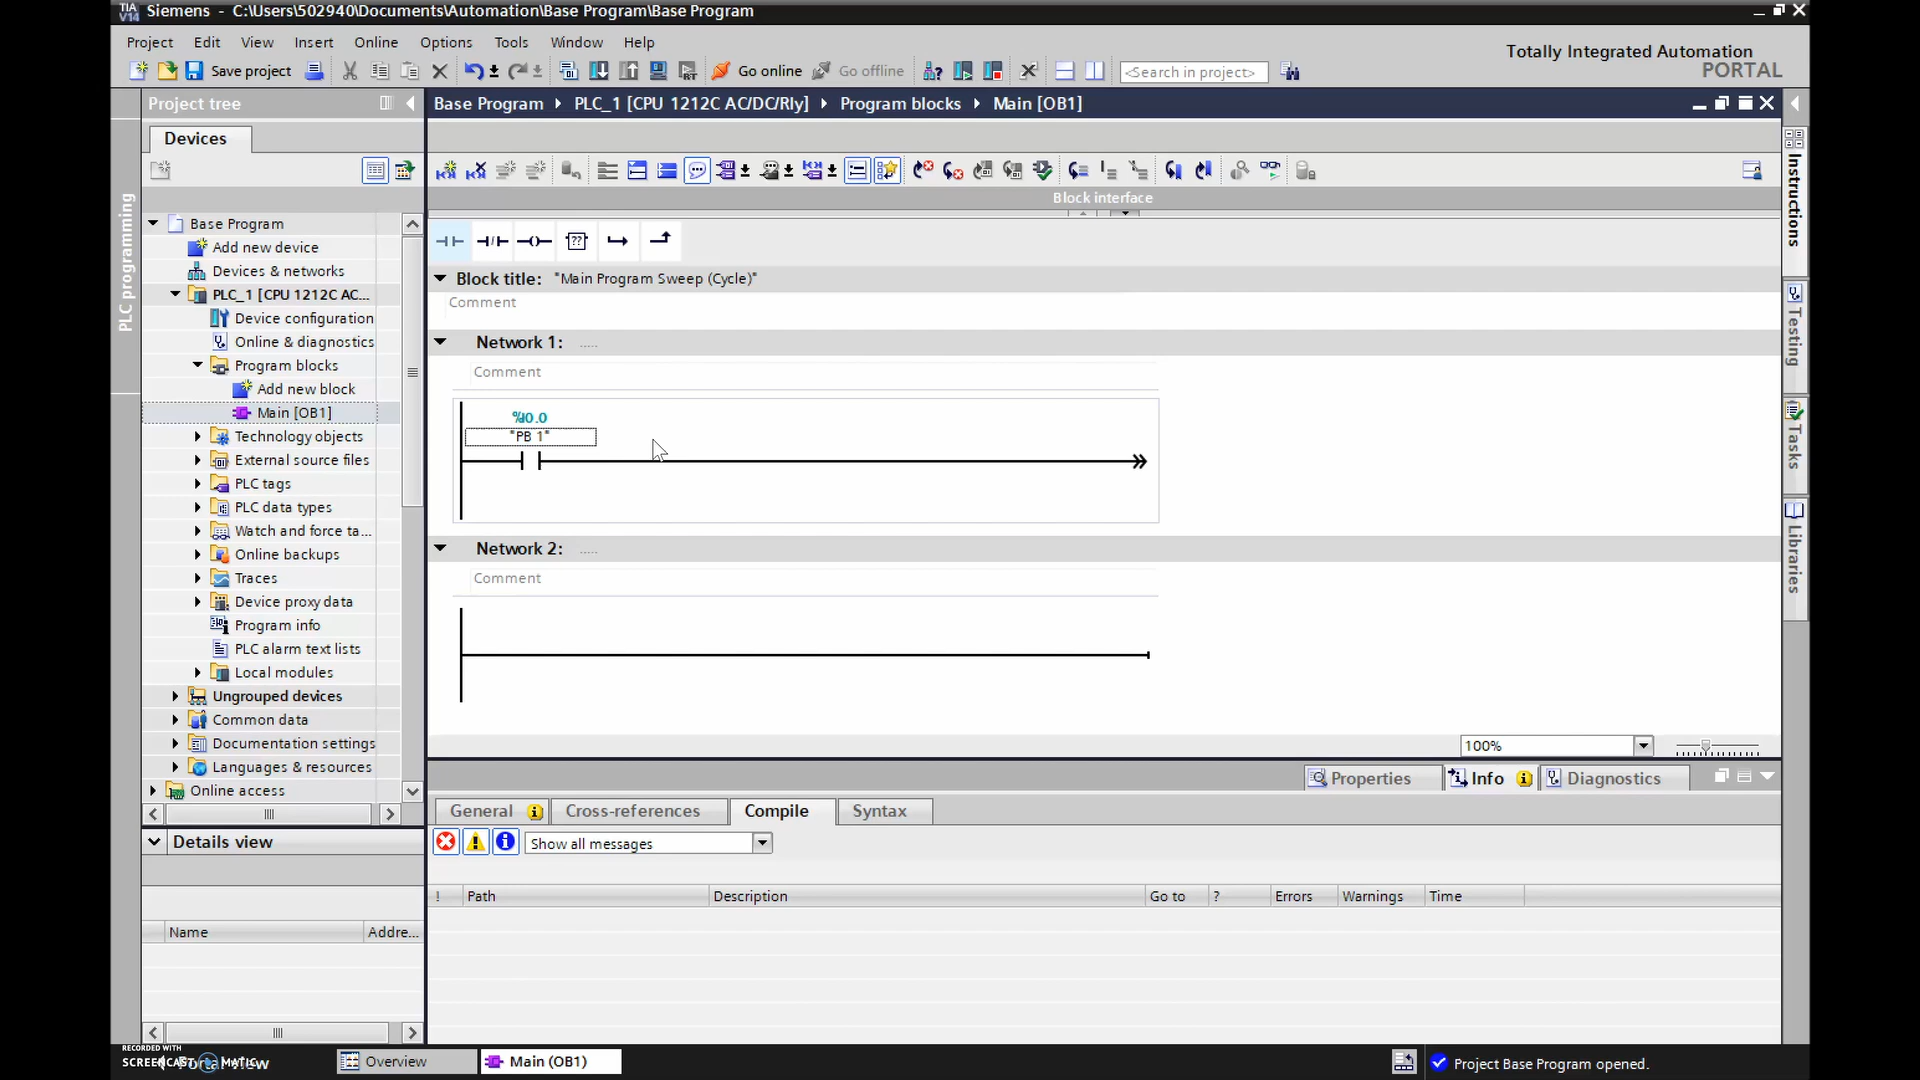 TIA V14 Siemens - C:\Users\502940\Documents\Automation\Base Program\Base Program
Project Edit View Insert Online Options Tools Window Help
Totally Integrated Automation
PORTAL
Save project
Go online
Go offline
<Search in project>
Project tree
Base Program PLC_1 [CPU 1212C AC/DC/Rly] Program blocks Main [OB1]
Devices
PLC programming
Block interface
Base Program
Add new device
Devices & networks
PLC_1 [CPU 1212C AC...
Device configuration
Online & diagnostics
Program blocks
Add new block
Main [OB1]
Technology objects
External source files
PLC tags
PLC data types
Watch and force ta...
Online backups
Traces
Device proxy data
Program info
PLC alarm text lists
Local modules
Ungrouped devices
Common data
Documentation settings
Languages & resources
Online access
??
Block title: "Main Program Sweep (Cycle)"
Comment
Network 1: .....
Comment
%I0.0
"PB 1"
Network 2: .....
Comment
100%
Instructions
Testing
Tasks
Libraries
Properties Info Diagnostics
General Cross-references Compile Syntax
Show all messages
! Path Description Go to ? Errors Warnings Time
Details view
Name Addre...
RECORDED WITH
SCREENCAST MATIC
Overview
Main (OB1)
Project Base Program opened.